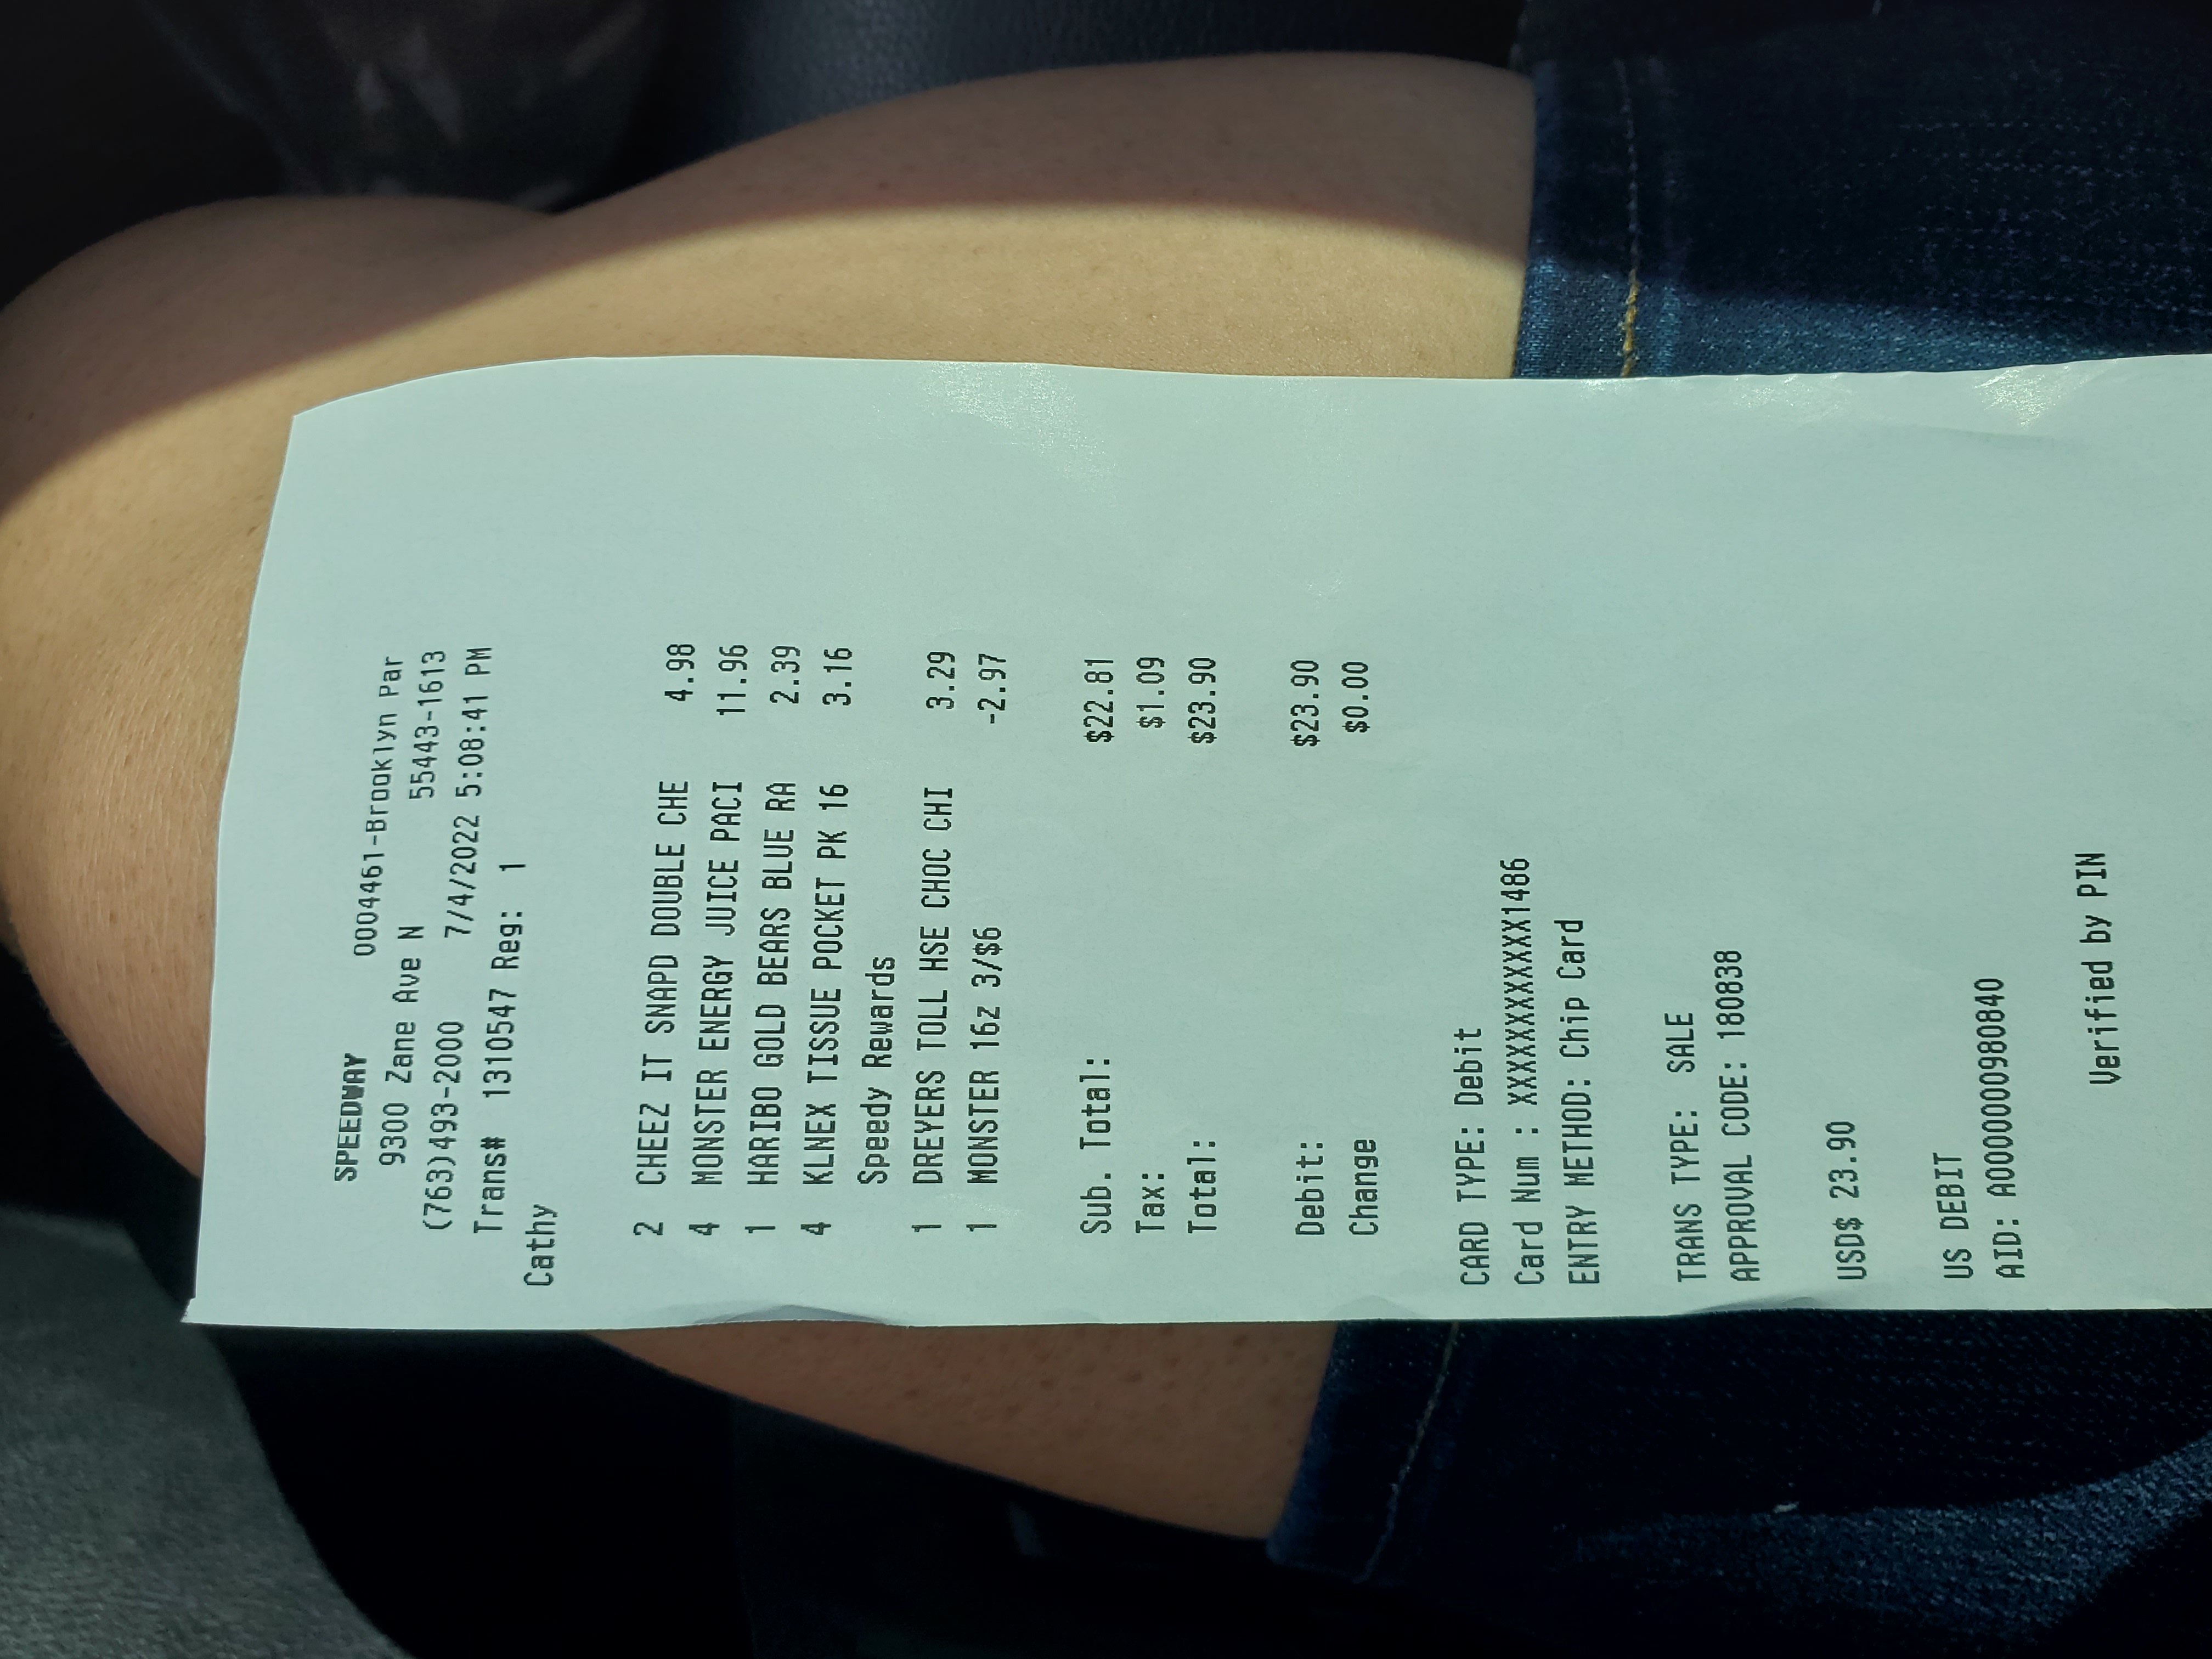 SPEEDWAY
0004461-Brooklyn Par
9300 Zane Ave N 55443-1613
(763)493-2000 7/4/2022 5:08:41 PM
Trans# 1310547 Reg: 1
Cathy
2 CHEEZ IT SNAPD DOUBLE CHE 4.98
4 MONSTER ENERGY JUICE PACI 11.96
1 HARIBO GOLD BEARS BLUE RA 2.39
4 KLNEX TISSUE POCKET PK 16 3.16
Speedy Rewards
1 DREYERS TOLL HSE CHOC CHI 3.29
1 MONSTER 16z 3/$6 -2.97
Sub. Total: $22.81
Tax: $1.09
Total: $23.90
Debit: $23.90
Change $0.00
CARD TYPE: Debit
Card Num : XXXXXXXXXXXX1486
ENTRY METHOD: Chip Card
TRANS TYPE: SALE
APPROVAL CODE: 180838
USD$ 23.90
US DEBIT
AID: A0000000980840
Verified by PIN